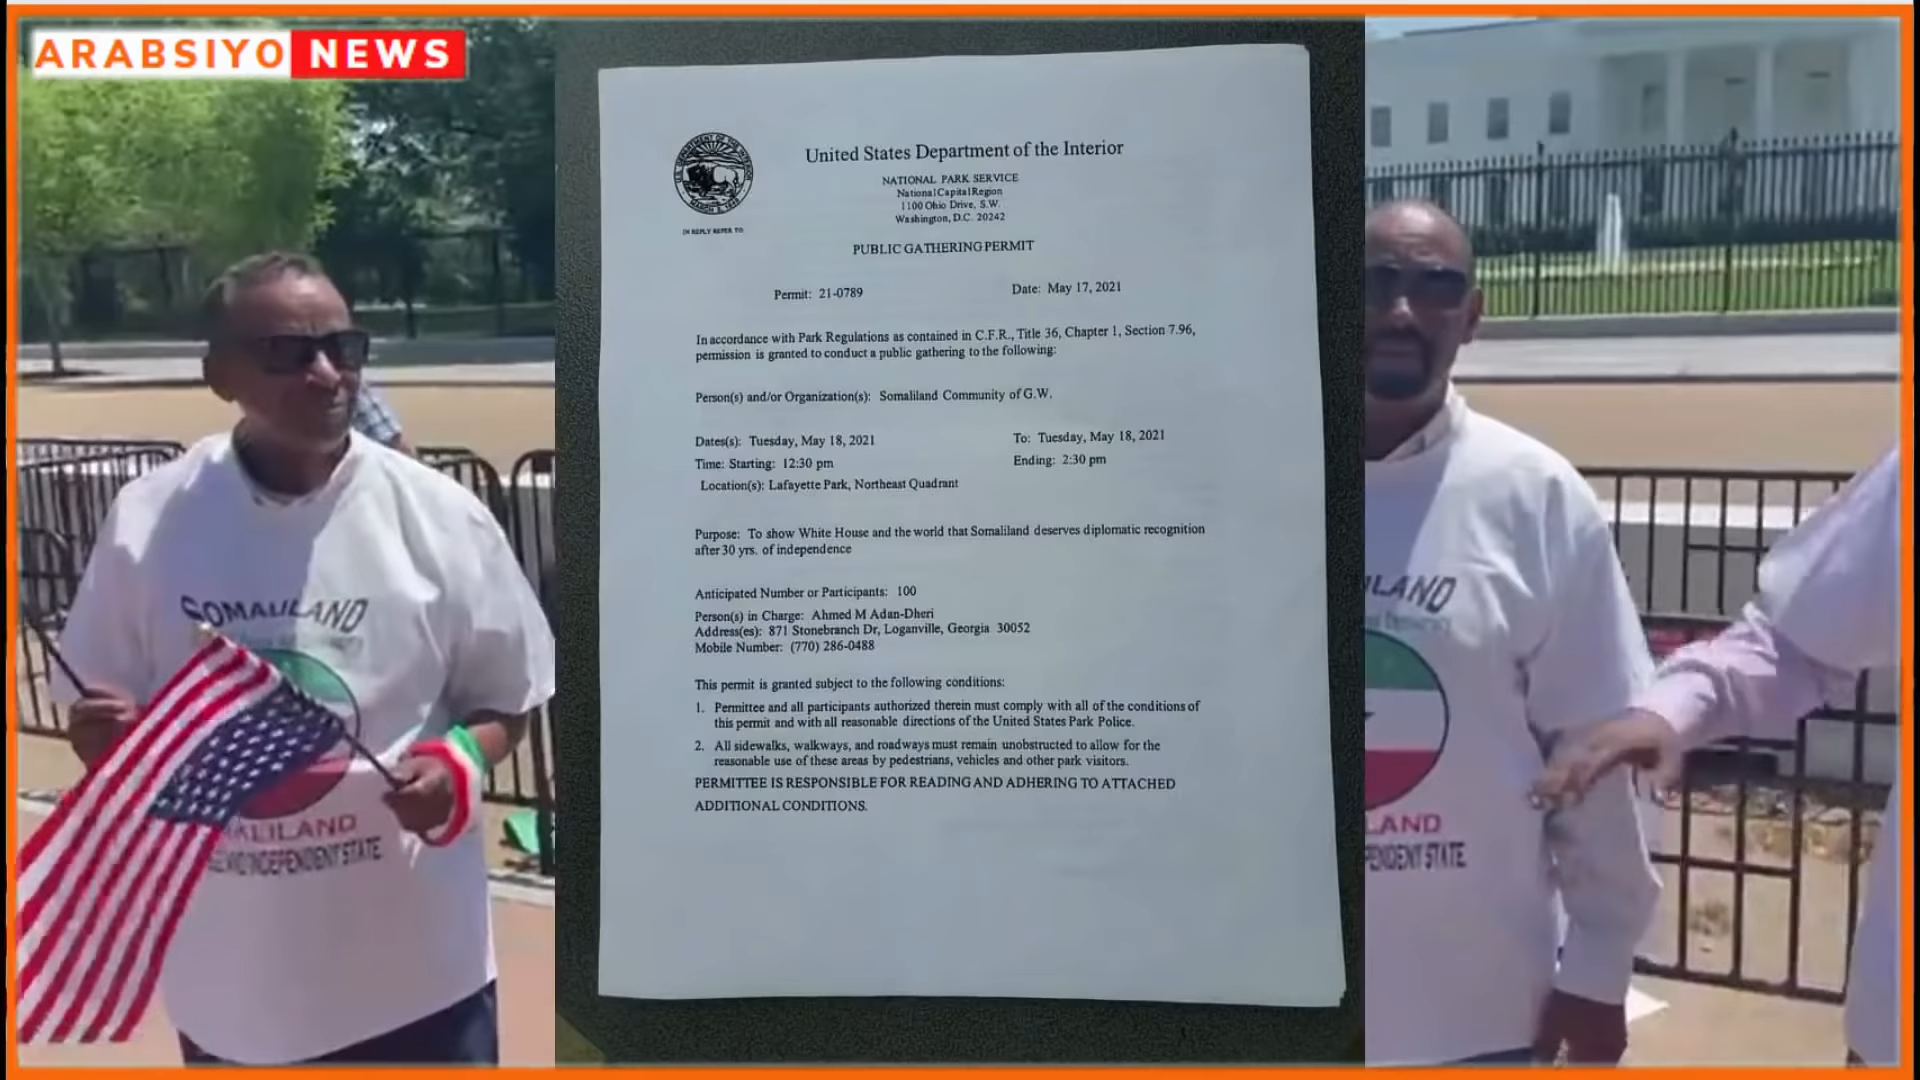 ARABSIYO NEWS
United States Department of the Interior
NATIONAL PARK SERVICE
National Capital Region
1100 Ohio Drive, S.W.
Washington, D.C. 20242
IN REPLY REFER TO
PUBLIC GATHERING PERMIT
Permit: 21-0789 Date: May 17, 2021
In accordance with Park Regulations as contained in C.F.R., Title 36, Chapter 1, Section 7.96,
permission is granted to conduct a public gathering to the following:
Person(s) and/or Organization(s): Somaliland Community of G.W.
Dates(s): Tuesday, May 18, 2021 To: Tuesday, May 18, 2021
Time: Starting: 12:30 pm Ending: 2:30 pm
Location(s): Lafayette Park, Northeast Quadrant
Purpose: To show White House and the world that Somaliland deserves diplomatic recognition
after 30 yrs. of independence
Anticipated Number or Participants: 100
Person(s) in Charge: Ahmed M Adan-Dheri
Address(es): 871 Stonebranch Dr, Loganville, Georgia 30052
Mobile Number: (770) 286-0488
This permit is granted subject to the following conditions:
1. Permittee and all participants authorized therein must comply with all of the conditions of
this permit and with all reasonable directions of the United States Park Police.
2. All sidewalks, walkways, and roadways must remain unobstructed to allow for the
reasonable use of these areas by pedestrians, vehicles and other park visitors.
PERMITTEE IS RESPONSIBLE FOR READING AND ADHERING TO ATTACHED
ADDITIONAL CONDITIONS.
SOMALILAND
ALILAND
INDEPENDENT STATE
LAND
LAND
PENDENT STATE